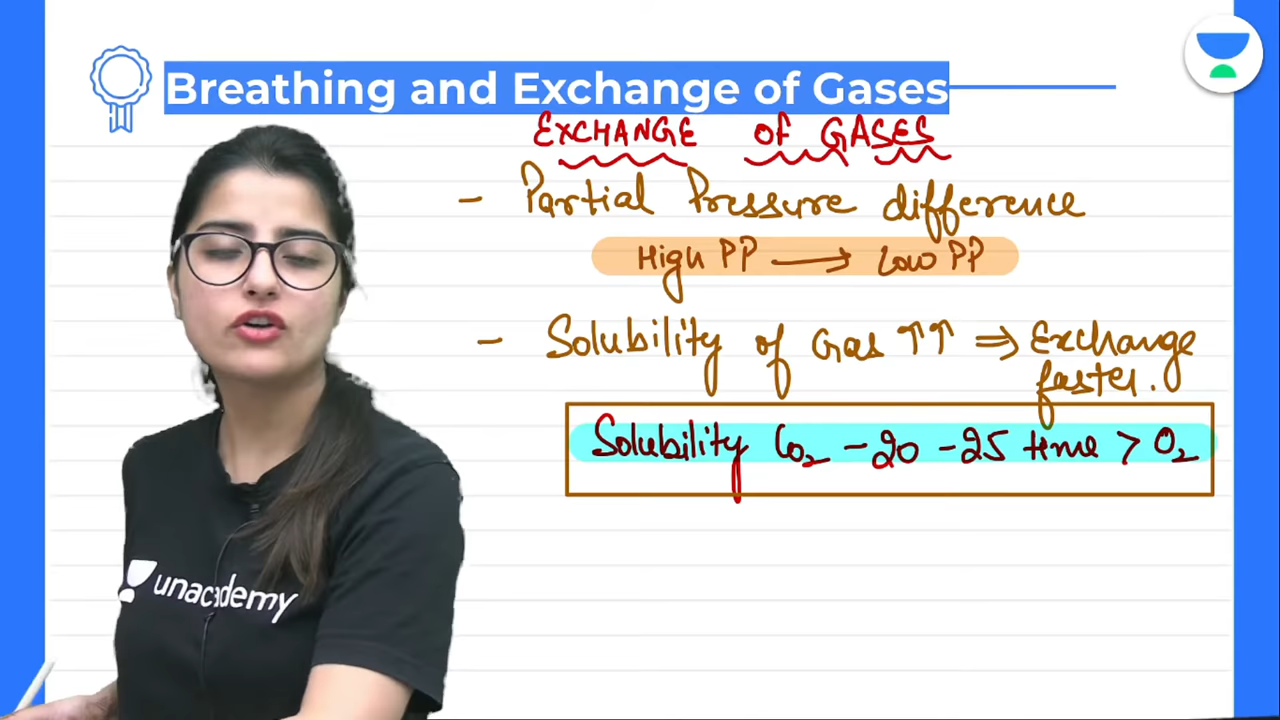 Breathing and Exchange of Gases
EXCHANGE OF GASES
- Partial Pressure difference
High PP → Low PP
- Solubility of Gas ↑↑ ⇒ Exchange
faster.
Solubility CO₂ - 20 - 25 time > O₂
unacademy